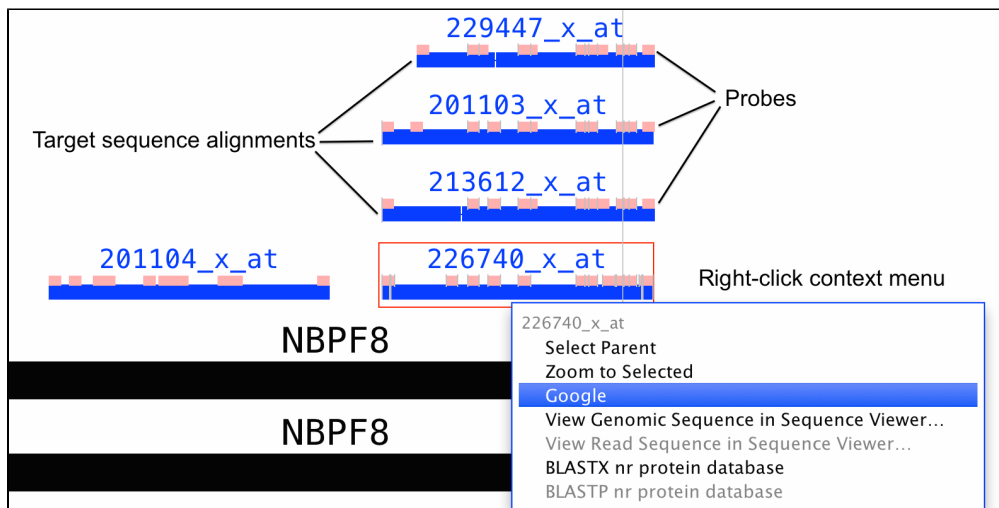 229447_x_at
Probes
201103_x_at
Target sequence alignments
213612_x_at
201104_x_at
226740_x_at
Right-click context menu
NBPF8
226740_x_at
Select Parent
Zoom to Selected
Google
View Genomic Sequence in Sequence Viewer...
View Read Sequence in Sequence Viewer...
BLASTX nr protein database
BLASTP nr protein database
NBPF8